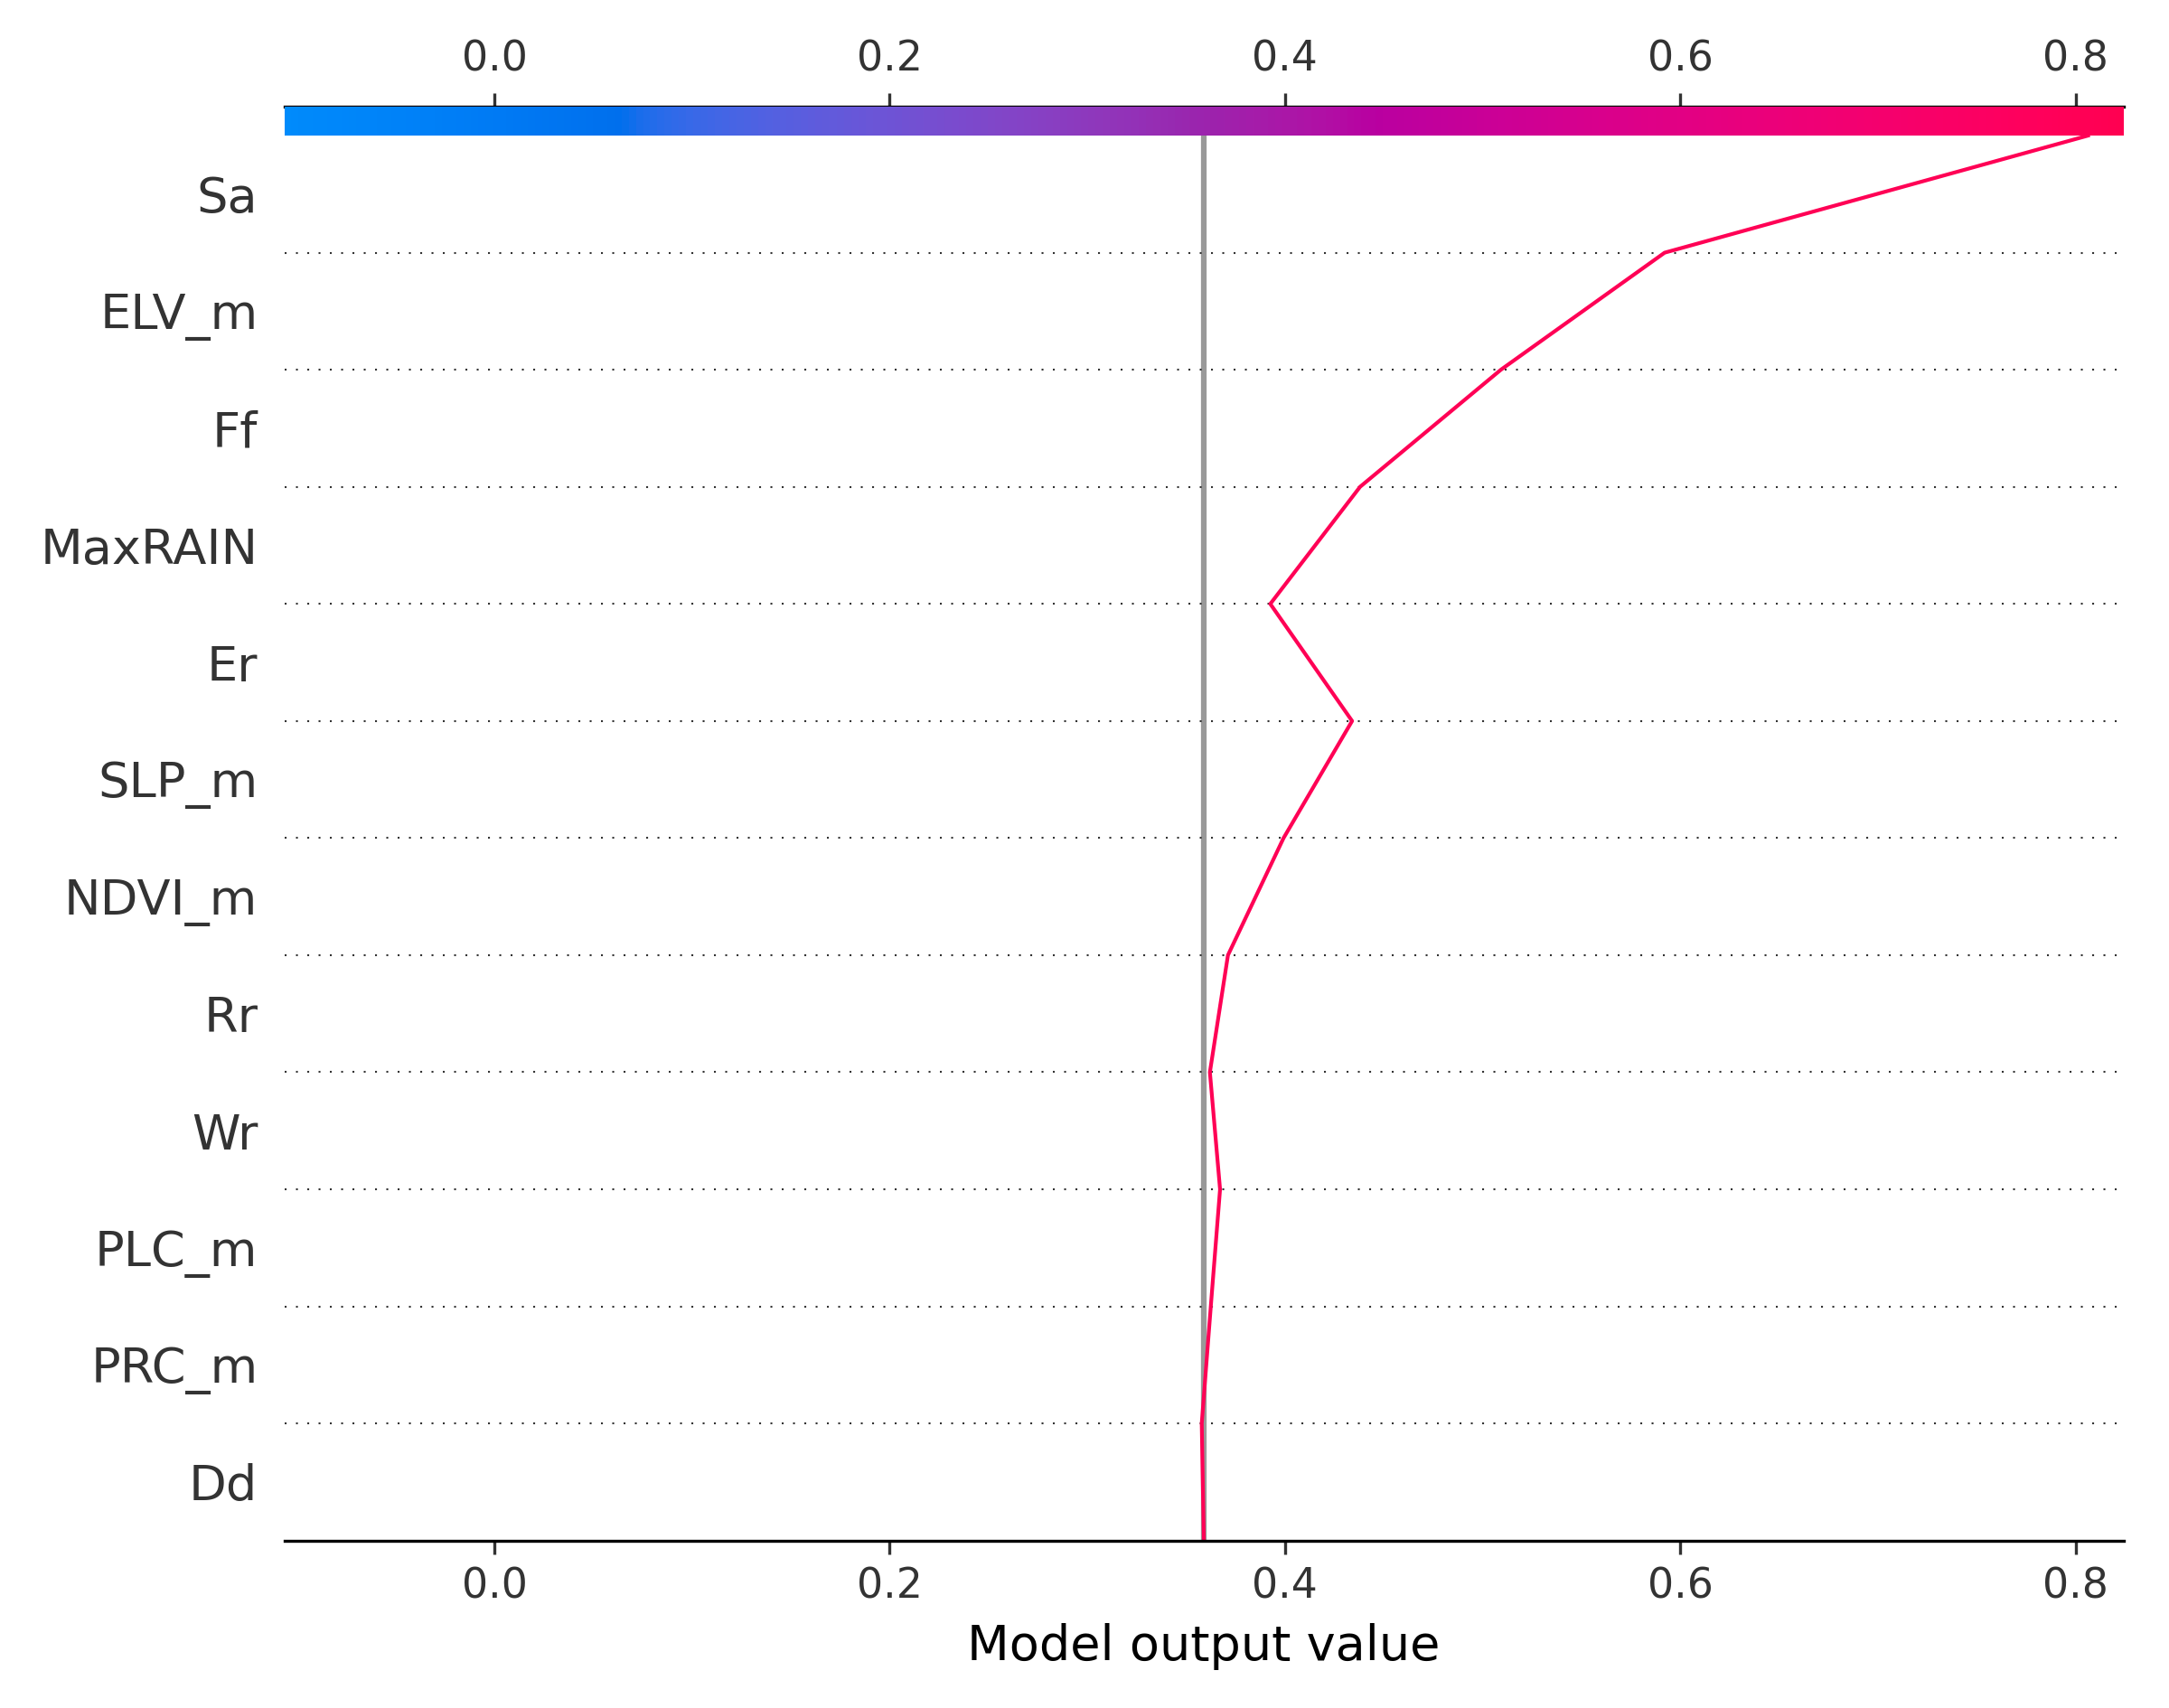 0.0 0.2 0.4 0.6 0.8
Sa
ELV_m
Ff
MaxRAIN
Er
SLP_m
NDVI_m
Rr
Wr
PLC_m
PRC_m
Dd
0.0 0.2 0.4 0.6 0.8
Model output value